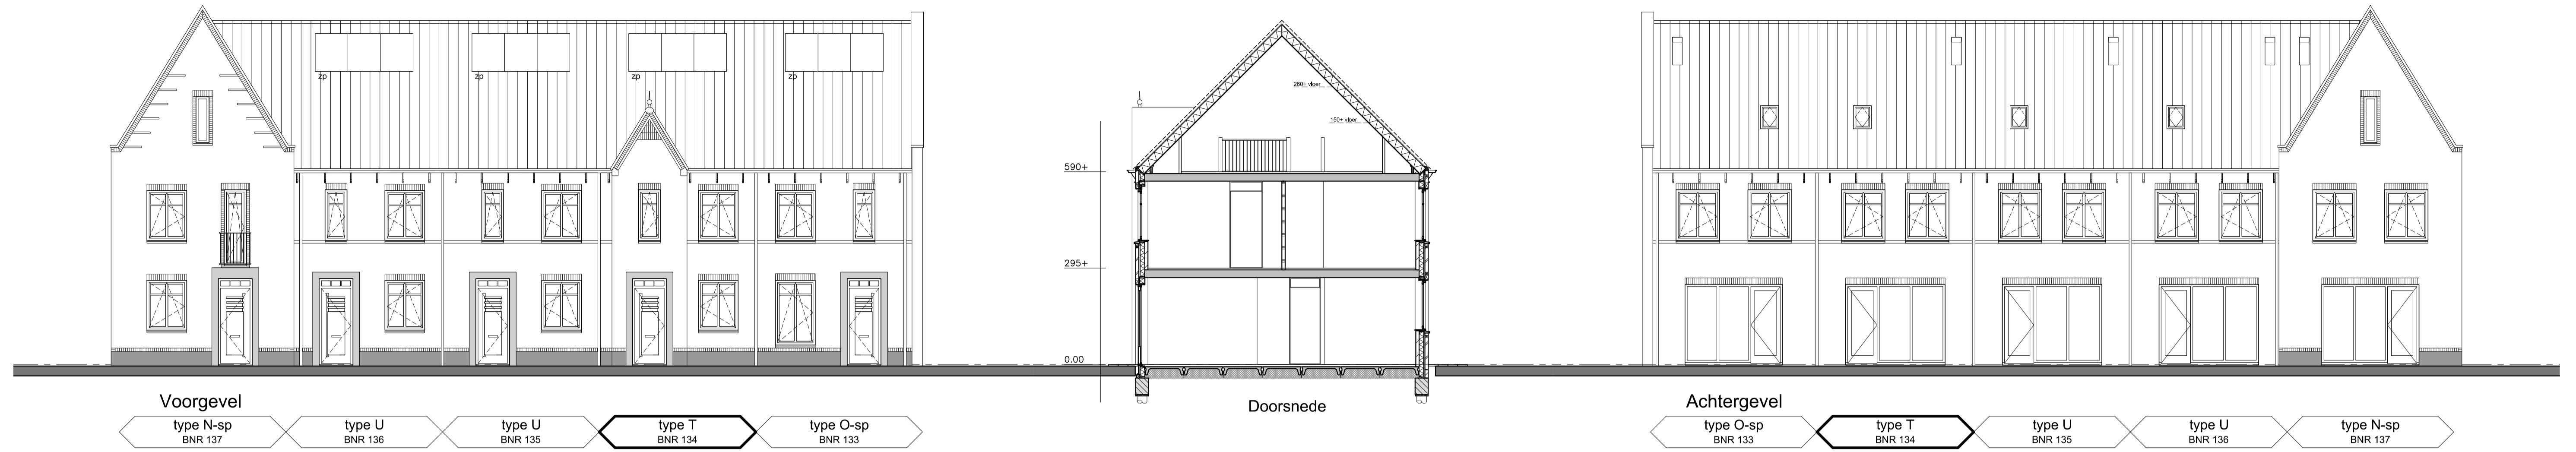 zp
zp
zp
zp
260+ vloer
150+ vloer
590+
295+
0.00
Voorgevel
type N-sp
BNR 137
type U
BNR 136
type U
BNR 135
type T
BNR 134
type O-sp
BNR 133
Doorsnede
Achtergevel
type O-sp
BNR 133
type T
BNR 134
type U
BNR 135
type U
BNR 136
type N-sp
BNR 137